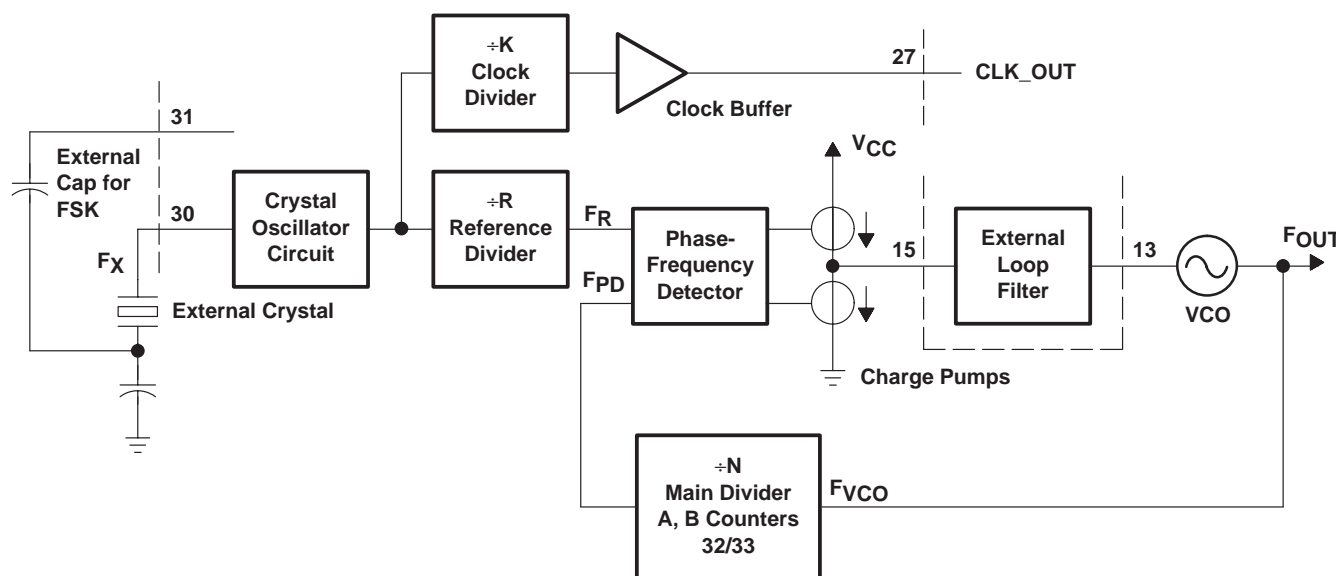 ÷K
Clock
Divider
27
CLK_OUT
Clock Buffer
31
External
Cap for
FSK
30
FX
External Crystal
Crystal
Oscillator
Circuit
÷R
Reference
Divider
FR
FPD
Phase-
Frequency
Detector
VCC
Charge Pumps
15
External
Loop
Filter
13
VCO
FOUT
÷N
Main Divider
A, B Counters
32/33
FVCO